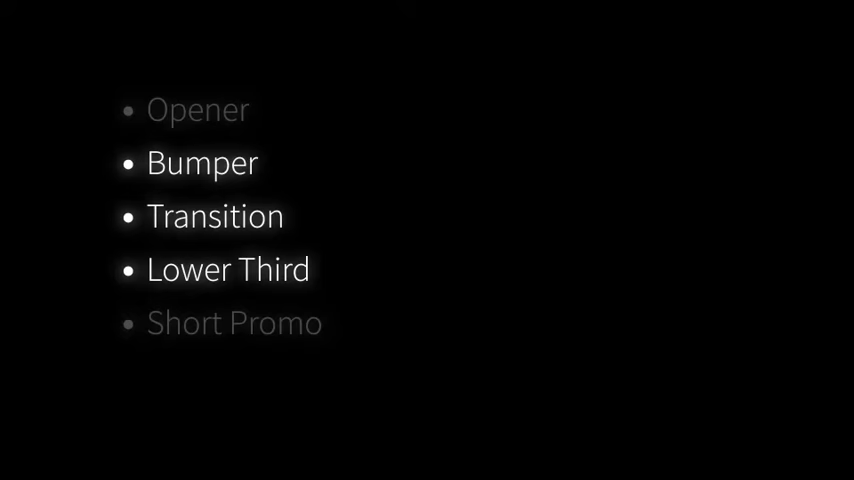 • Opener
• Bumper
• Transition
• Lower Third
• Short Promo